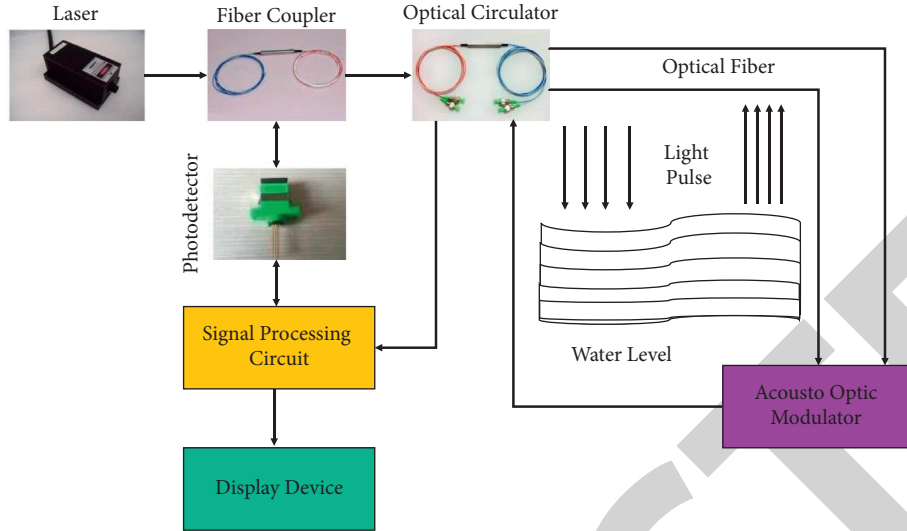 Laser
Fiber Coupler
Optical Circulator
Optical Fiber
Light
Pulse
Photodetector
Signal Processing
Circuit
Water Level
Acousto Optic
Modulator
Display Device